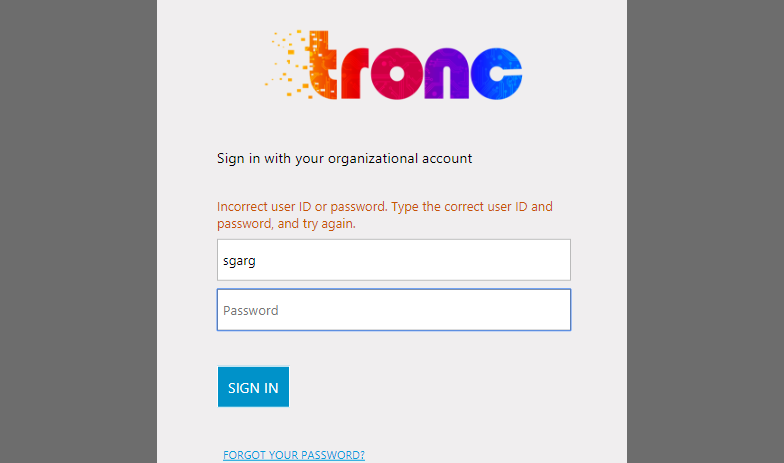 tronc
Sign in with your organizational account
Incorrect user ID or password. Type the correct user ID and
password, and try again.
sgarg
Password
SIGN IN
FORGOT YOUR PASSWORD?